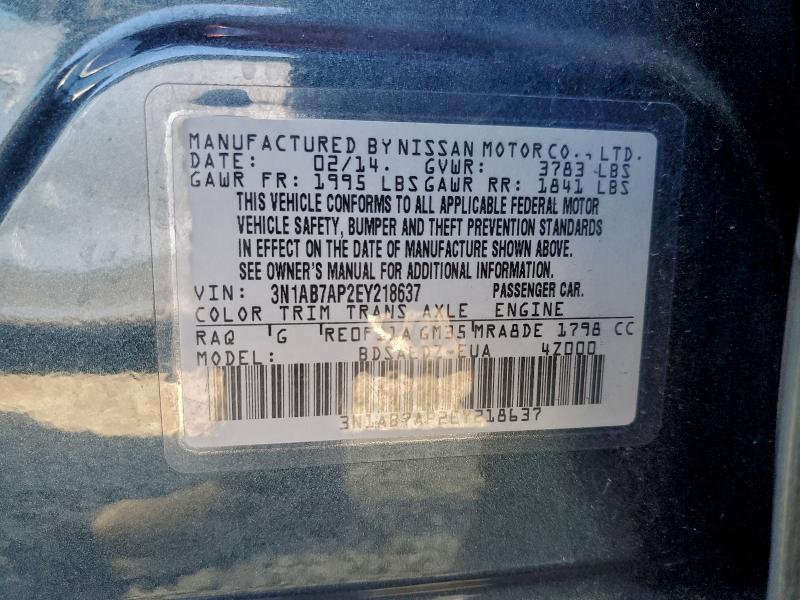 MANUFACTURED BY NISSAN MOTOR CO., LTD.
DATE: 02/14. GVWR: 3783 LBS
GAWR FR: 1995 LBS GAWR RR: 1841 LBS
THIS VEHICLE CONFORMS TO ALL APPLICABLE FEDERAL MOTOR
VEHICLE SAFETY, BUMPER AND THEFT PREVENTION STANDARDS
IN EFFECT ON THE DATE OF MANUFACTURE SHOWN ABOVE.
SEE OWNER'S MANUAL FOR ADDITIONAL INFORMATION.
VIN: 3N1AB7AP2EY218637 PASSENGER CAR.
COLOR TRIM TRANS AXLE ENGINE
RAQ G GM35 MRA8DE 1798 CC
MODEL: 4Z000
3N1AB7AP2EY218637